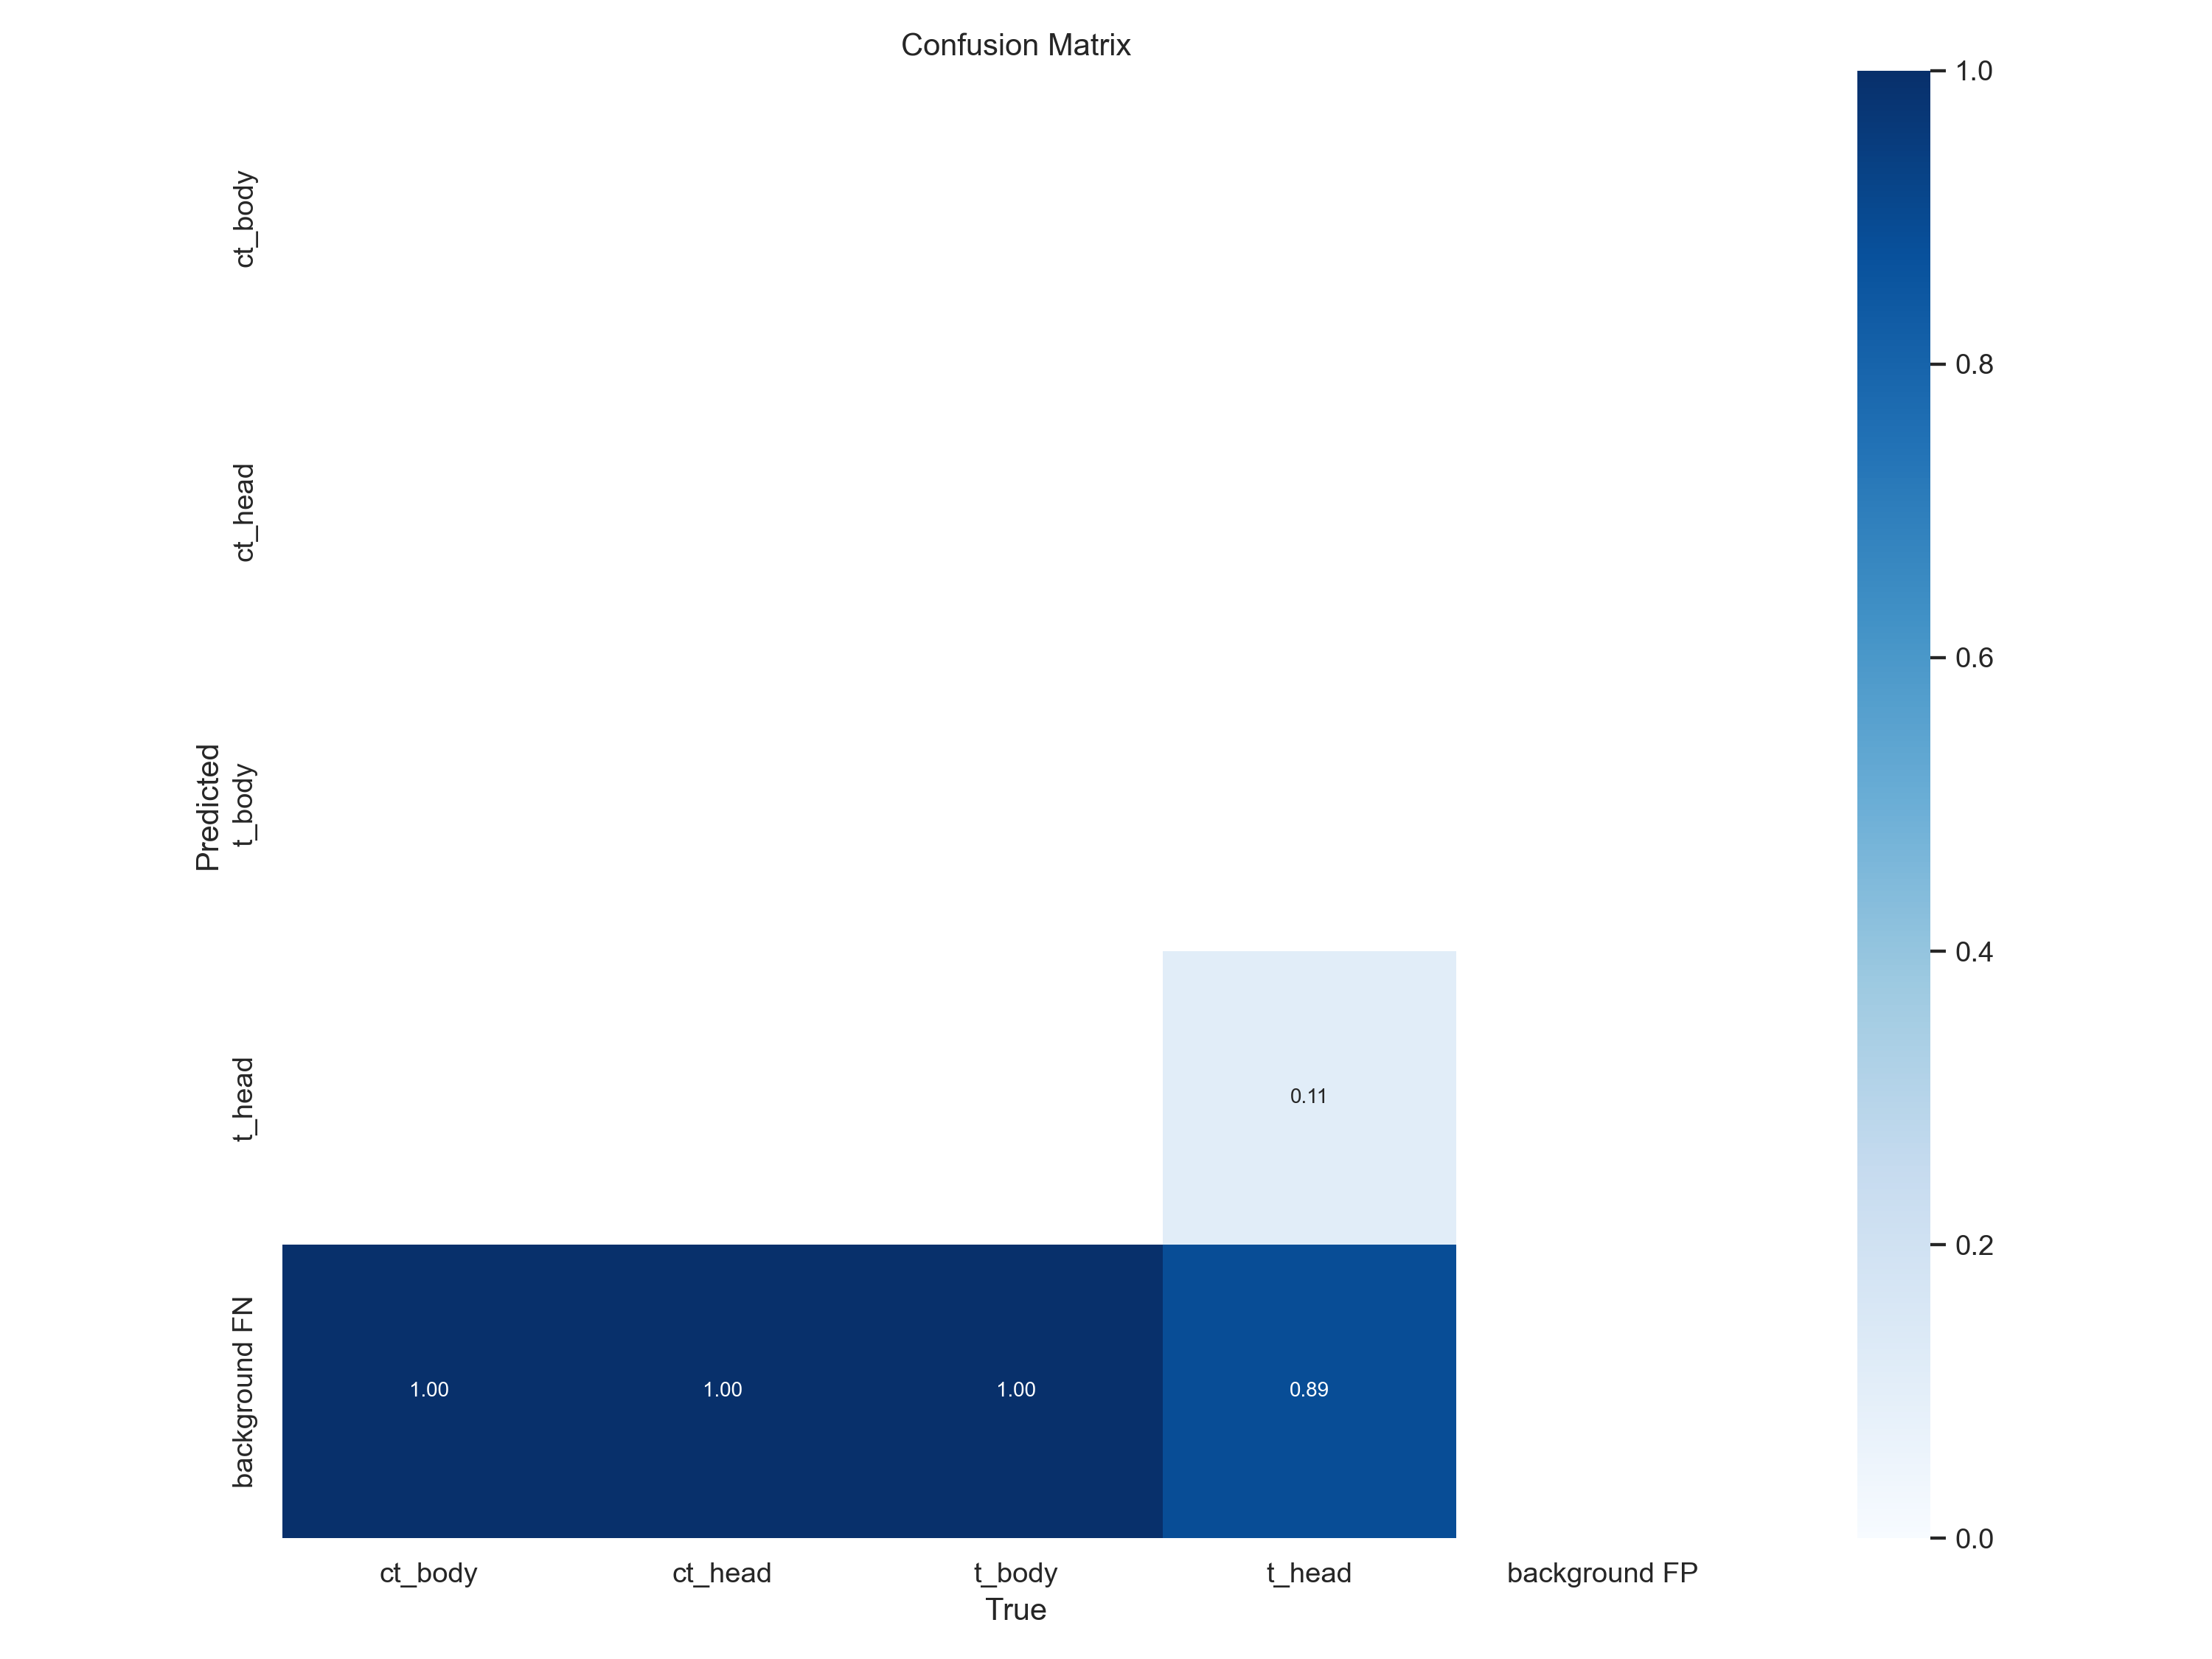 Confusion Matrix
1.0
0.8
0.6
0.4
0.2
0.0
Predicted
ct_body
ct_head
t_body
t_head
background FN
0.11
1.00 1.00 1.00 0.89
ct_body ct_head t_body t_head background FP
True